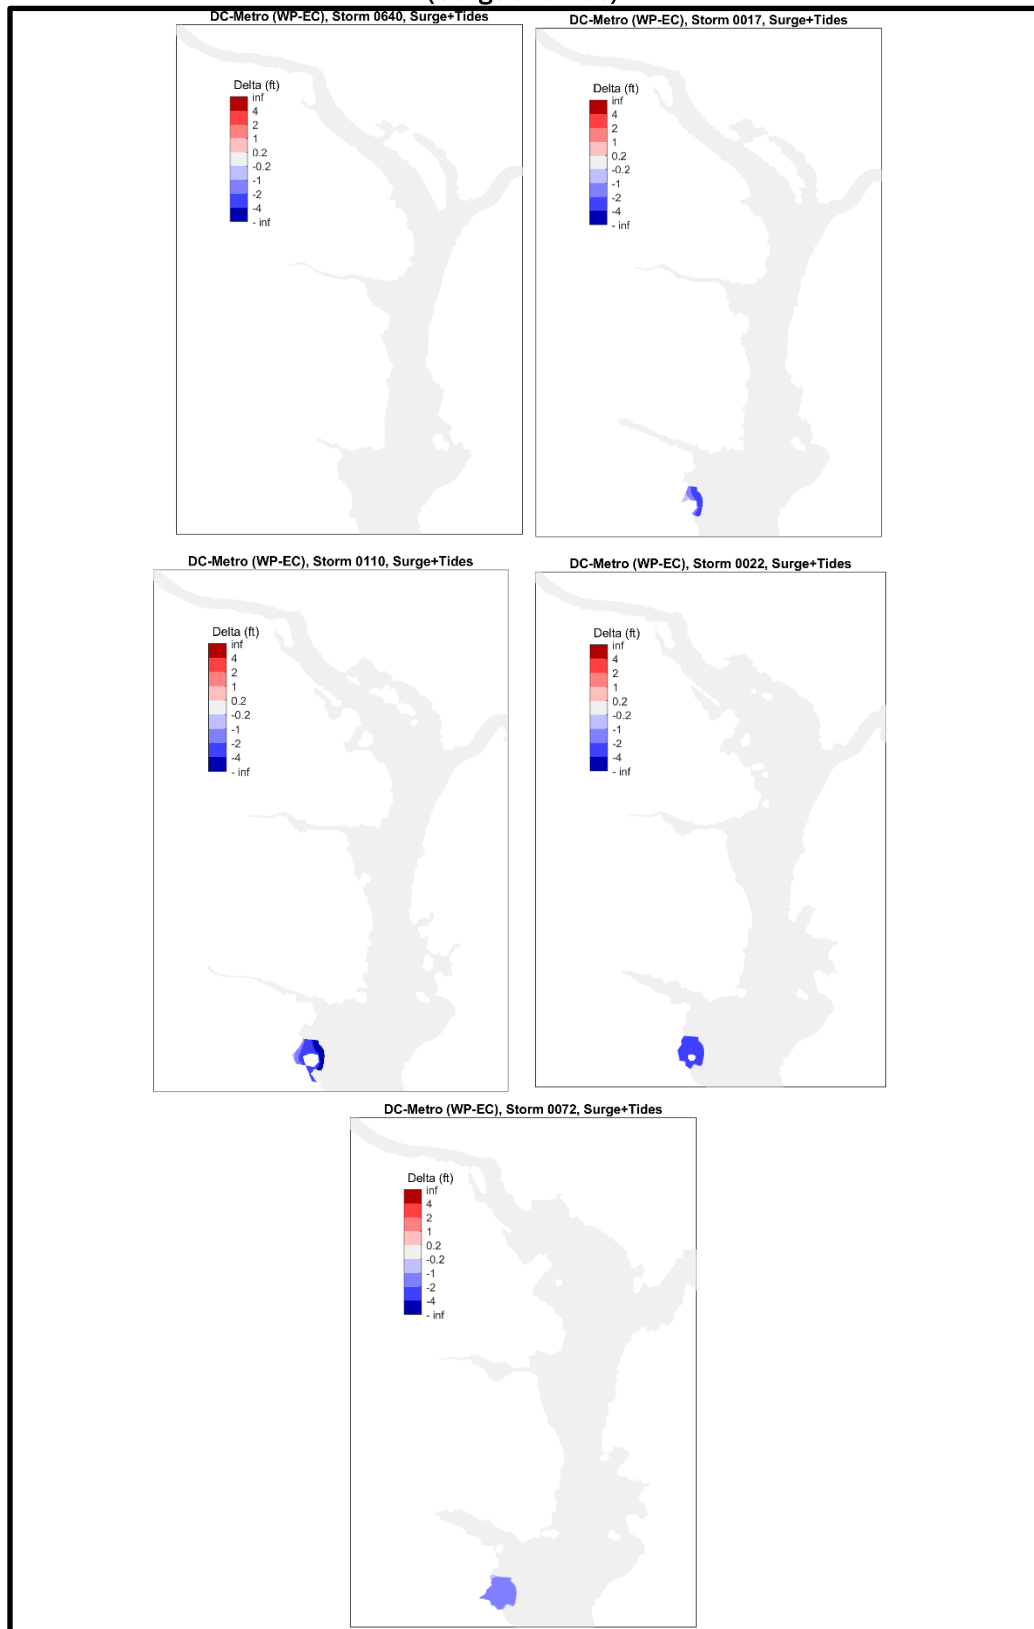 DC-Metro (WP-EC), Storm 0640, Surge+Tides
Delta (ft)
inf
4
2
1
0.2
-0.2
-1
-2
-4
- inf
DC-Metro (WP-EC), Storm 0017, Surge+Tides
Delta (ft)
inf
4
2
1
0.2
-0.2
-1
-2
-4
- inf
DC-Metro (WP-EC), Storm 0110, Surge+Tides
Delta (ft)
inf
4
2
1
0.2
-0.2
-1
-2
-4
- inf
DC-Metro (WP-EC), Storm 0022, Surge+Tides
Delta (ft)
inf
4
2
1
0.2
-0.2
-1
-2
-4
- inf
DC-Metro (WP-EC), Storm 0072, Surge+Tides
Delta (ft)
inf
4
2
1
0.2
-0.2
-1
-2
-4
- inf